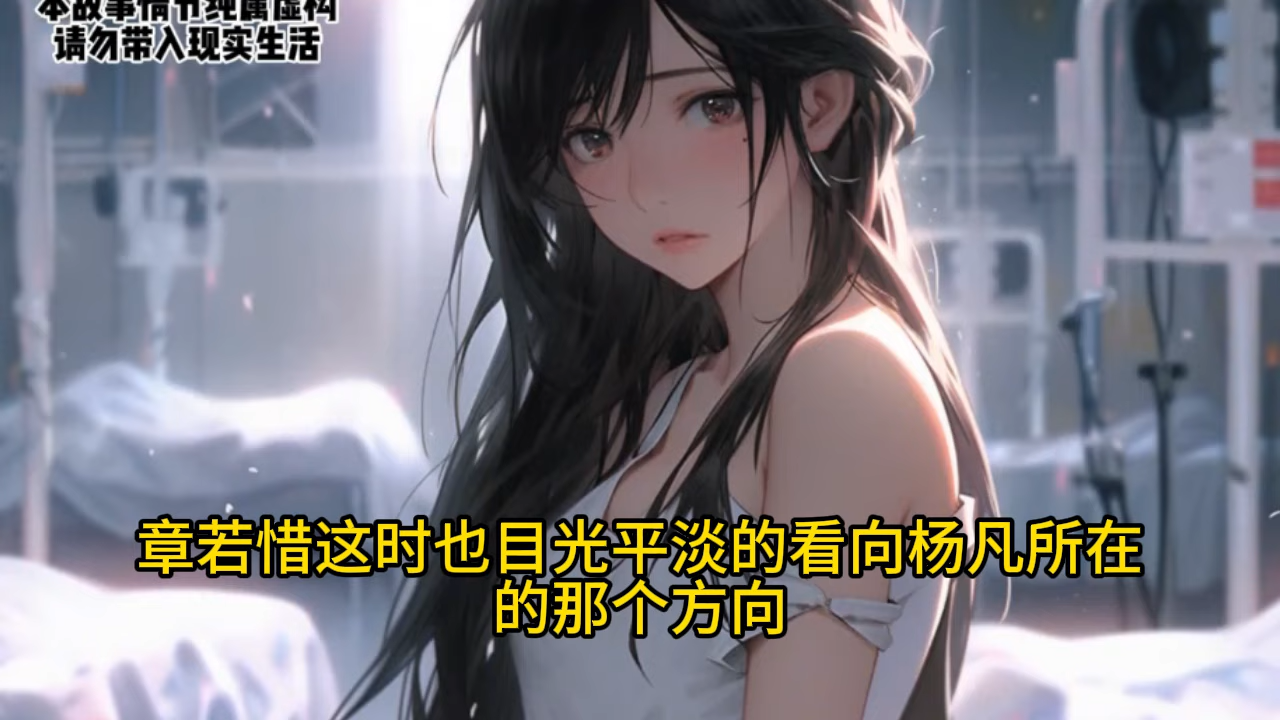 本故事情节纯属虚构
请勿带入现实生活
章若惜这时也目光平淡的看向杨凡所在
的那个方向